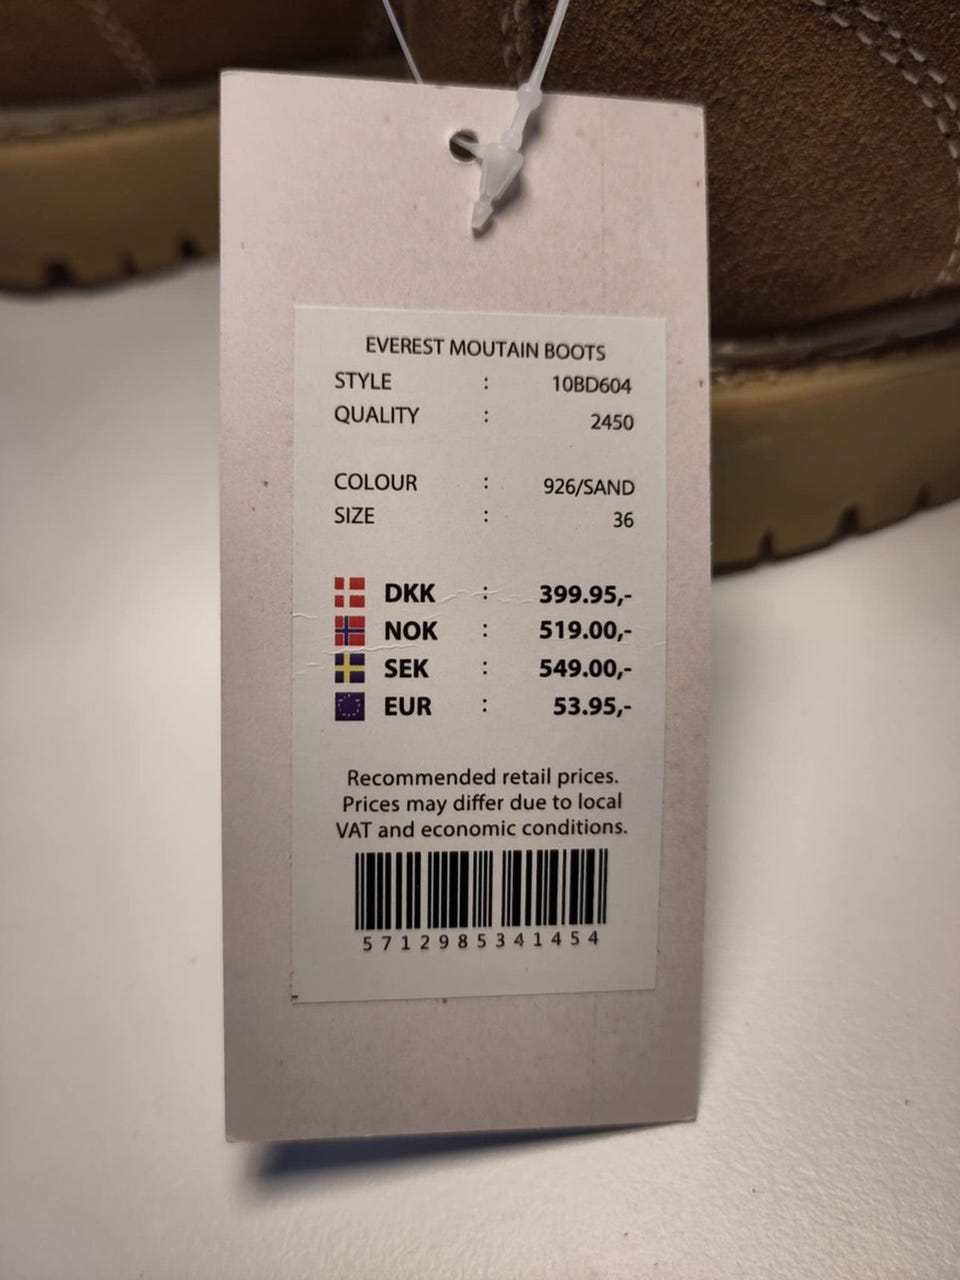 EVEREST MOUTAIN BOOTS
STYLE : 10BD604
QUALITY : 2450
COLOUR : 926/SAND
SIZE : 36
DKK : 399.95,-
NOK : 519.00,-
SEK : 549.00,-
EUR : 53.95,-
Recommended retail prices.
Prices may differ due to local
VAT and economic conditions.
5712985341454